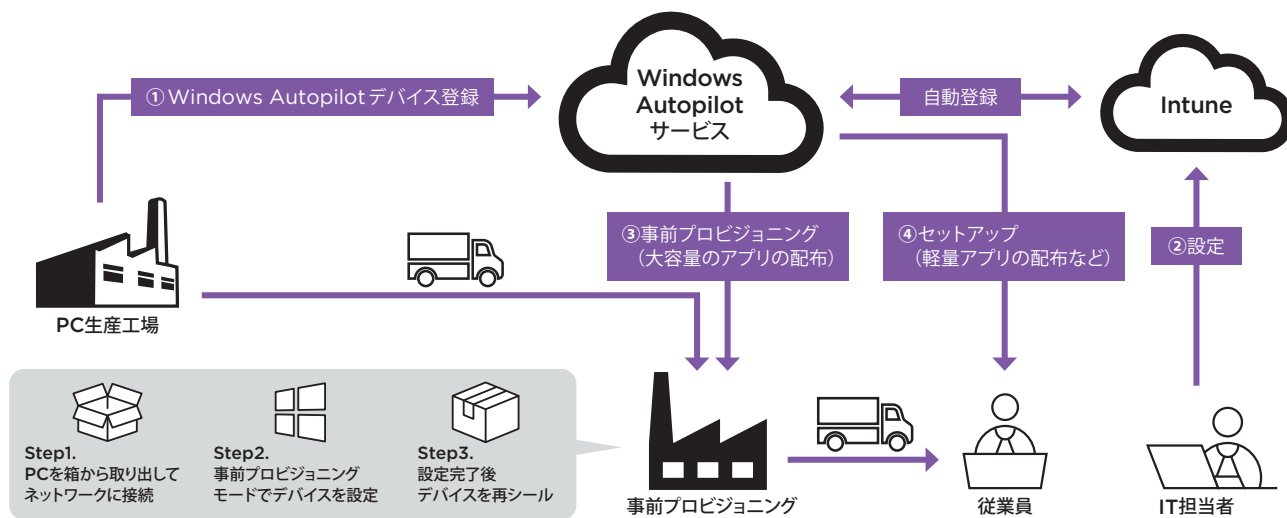 ①Windows Autopilotデバイス登録
Windows
Autopilot
サービス
自動登録
Intune
③事前プロビジョニング
（大容量のアプリの配布）
④セットアップ
（軽量アプリの配布など）
②設定
PC生産工場
Step1.
PCを箱から取り出して
ネットワークに接続
Step2.
事前プロビジョニング
モードでデバイスを設定
Step3.
設定完了後
デバイスを再シール
事前プロビジョニング
従業員
IT担当者